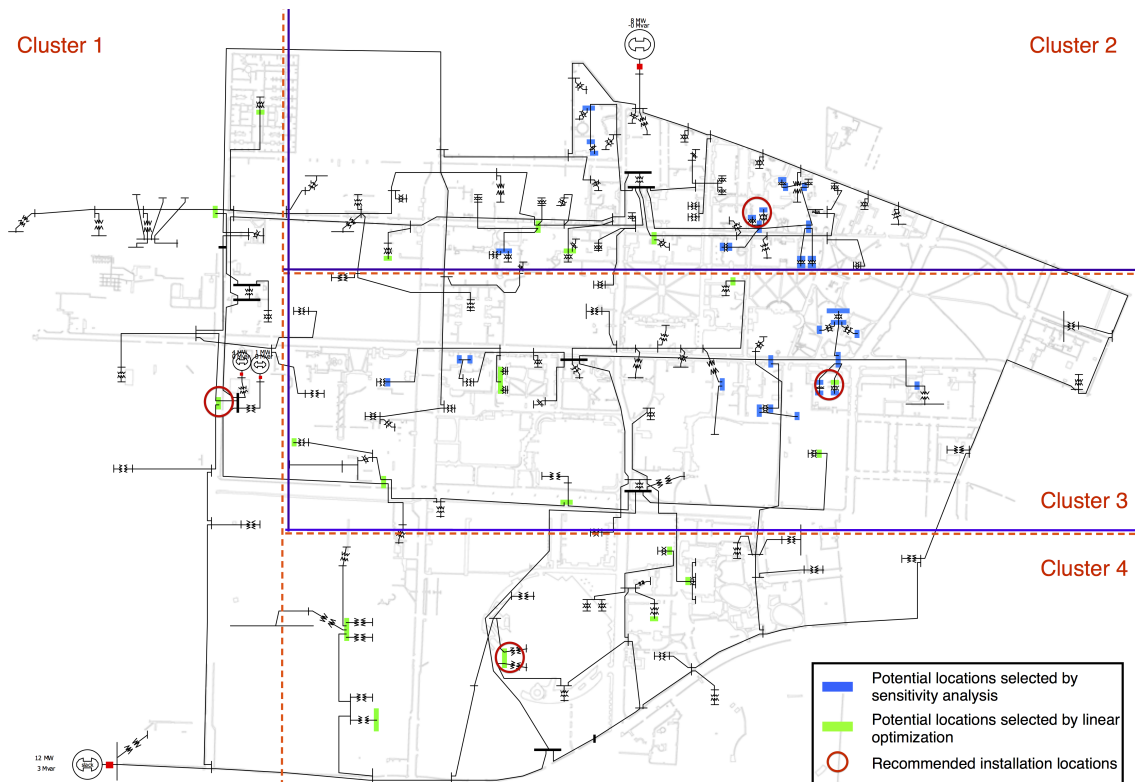 Cluster 1
8 MW
-0 Mvar
Cluster 2
Cluster 3
Cluster 4
12 MW
3 Mvar
slack
Potential locations selected by
sensitivity analysis
Potential locations selected by linear
optimization
Recommended installation locations